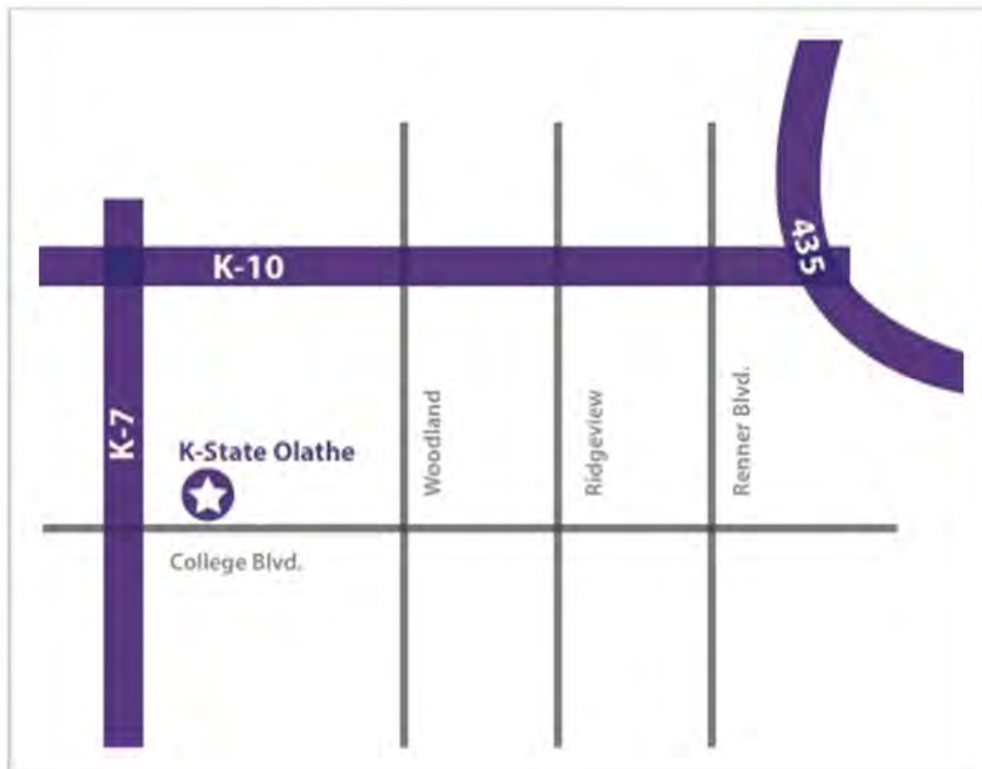 435
K-10
K-7
K-State Olathe
Woodland
Ridgeview
Renner Blvd.
College Blvd.